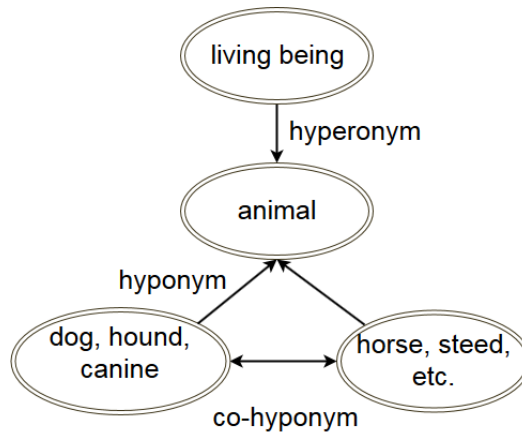 living being
hyperonym
animal
hyponym
dog, hound,
canine
horse, steed,
etc.
co-hyponym